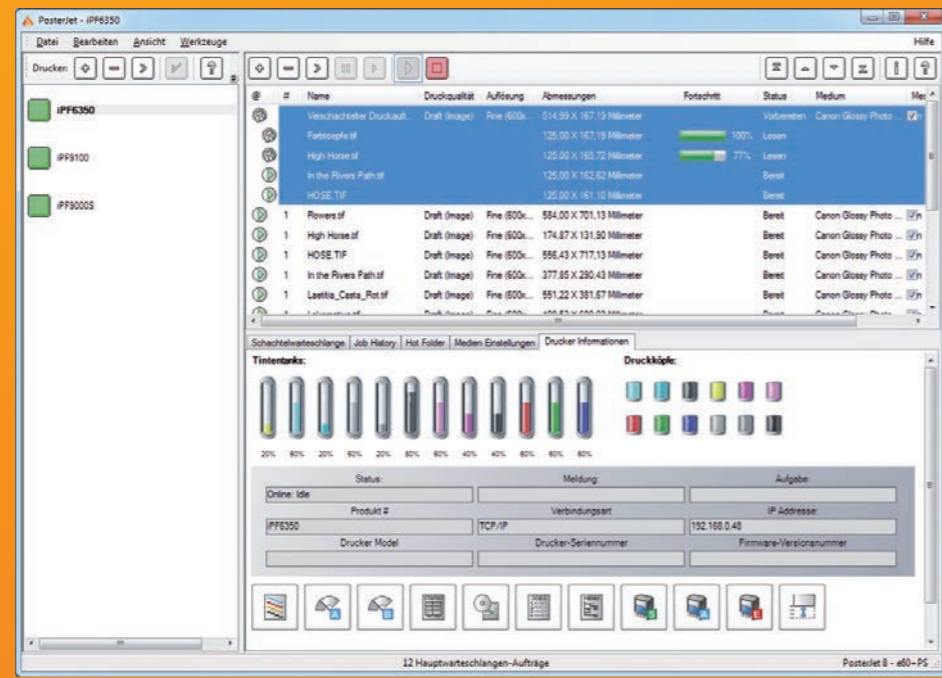 PosterJet - iPF6350
Datei Bearbeiten Ansicht Werkzeuge Hilfe
Drucker:
iPF6350
iPF9100
iPF9000S
@ # Name Druckqualität Auflösung Abmessungen Fortschritt Status Medium
Verschachtelter Druckauft... Draft (Image) Fine (600x... 514,99 X 167,19 Millimeter Vorbereiten Canon Glossy Photo ...
Farbtoepfe.tif 125,00 X 167,19 Millimeter 100% Lesen
High Horse.tif 125,00 X 165,72 Millimeter 77% Lesen
In the Rivers Path.tif 125,00 X 162,62 Millimeter Bereit
HOSE.TIF 125,00 X 161,10 Millimeter Bereit
1 Flowers.tif Draft (Image) Fine (600x... 584,00 X 701,13 Millimeter Bereit Canon Glossy Photo ...
1 High Horse.tif Draft (Image) Fine (600x... 174,87 X 131,90 Millimeter Bereit Canon Glossy Photo ...
1 HOSE.TIF Draft (Image) Fine (600x... 556,43 X 717,13 Millimeter Bereit Canon Glossy Photo ...
1 In the Rivers Path.tif Draft (Image) Fine (600x... 377,85 X 290,43 Millimeter Bereit Canon Glossy Photo ...
1 Laetitia_Casta_Rot.tif Draft (Image) Fine (600x... 551,22 X 381,67 Millimeter Bereit Canon Glossy Photo ...
Schachtelwarteschlange Job History Hot Folder Medien Einstellungen Drucker Informationen
Tintentanks: Druckköpfe:
20% 60% 20% 60% 20% 80% 60% 40% 40% 60% 60% 60%
Status: Meldung: Aufgabe:
Online: Idle
Produkt # Verbindungsart IP Addresse:
iPF6350 TCP/IP 192.168.0.48
Drucker Model Drucker-Seriennummer Firmware-Versionsnummer
12 Hauptwarteschlangen-Aufträge PosterJet 8 - e60+PS